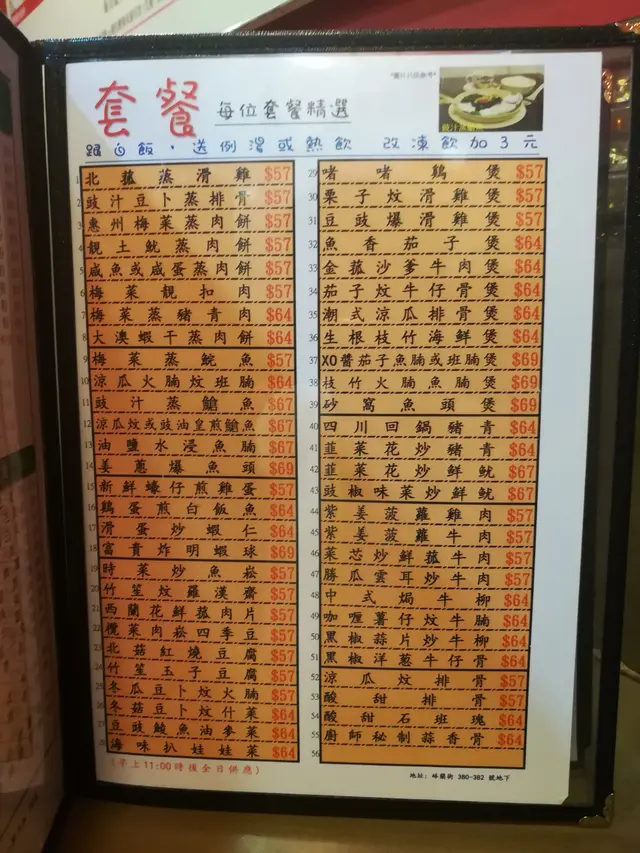 套餐 每位套餐精選
*圖片只供參考*
跟白飯，送例湯或熱飲 改凍飲加3元
1 北菇蒸滑雞 $57
2 豉汁豆卜蒸排骨 $57
3 惠州梅菜蒸肉餅 $57
4 靚土魷蒸肉餅 $57
5 咸魚或咸蛋蒸肉餅 $57
6 梅菜靚扣肉 $57
7 梅菜蒸豬青肉 $64
8 大澳蝦干蒸肉餅 $64
9 梅菜蒸鯇魚 $57
10 涼瓜火腩炆班腩 $64
11 豉汁蒸鱠魚 $67
12 涼瓜炆或豉油皇煎鱠魚 $67
13 油鹽水浸魚腩 $67
14 姜蔥爆魚頭 $69
15 新鮮蠔仔煎雞蛋 $57
16 鷄蛋煎白飯魚 $64
17 滑蛋炒蝦仁 $64
18 富貴炸明蝦球 $69
19 時菜炒魚崧 $57
20 竹笙炆羅漢齋 $57
21 西蘭花鮮菰肉片 $57
22 欖菜肉崧四季豆 $57
23 北菇紅燒豆腐 $57
24 竹笙玉子豆腐 $57
25 冬瓜豆卜炆火腩 $57
26 冬菇豆卜炆什菜 $64
27 豆豉鯪魚油麥菜 $64
28 海味扒娃娃菜 $64
(早上11:00時後全日供應)
29 啫啫鷄煲 $57
30 栗子炆滑雞煲 $57
31 豆豉爆滑雞煲 $57
32 魚香茄子煲 $64
33 金菰沙爹牛肉煲 $64
34 茄子炆牛仔骨煲 $64
35 潮式涼瓜排骨煲 $64
36 生根枝竹海鮮煲 $64
37 XO醬茄子魚腩或班腩煲 $69
38 枝竹火腩魚腩煲 $69
39 砂窩魚頭煲 $69
40 四川回鍋豬青 $64
41 韮菜花炒豬青 $64
42 韮菜花炒鮮魷 $67
43 豉椒味菜炒鮮魷 $67
44 紫姜菠蘿雞肉 $57
45 紫姜菠蘿牛肉 $57
46 菜芯炒鮮菰牛肉 $57
47 勝瓜雲耳炒牛肉 $57
48 中式焗牛柳 $64
49 咖喱薯仔炆牛腩 $64
50 黑椒蒜片炒牛柳 $64
51 黑椒洋葱牛仔骨 $64
52 涼瓜炆排骨 $57
53 酸甜排骨 $57
54 酸甜石班塊 $64
55 廚師秘制蒜香骨 $64
56
地址: 砵蘭街 380-382 號地下